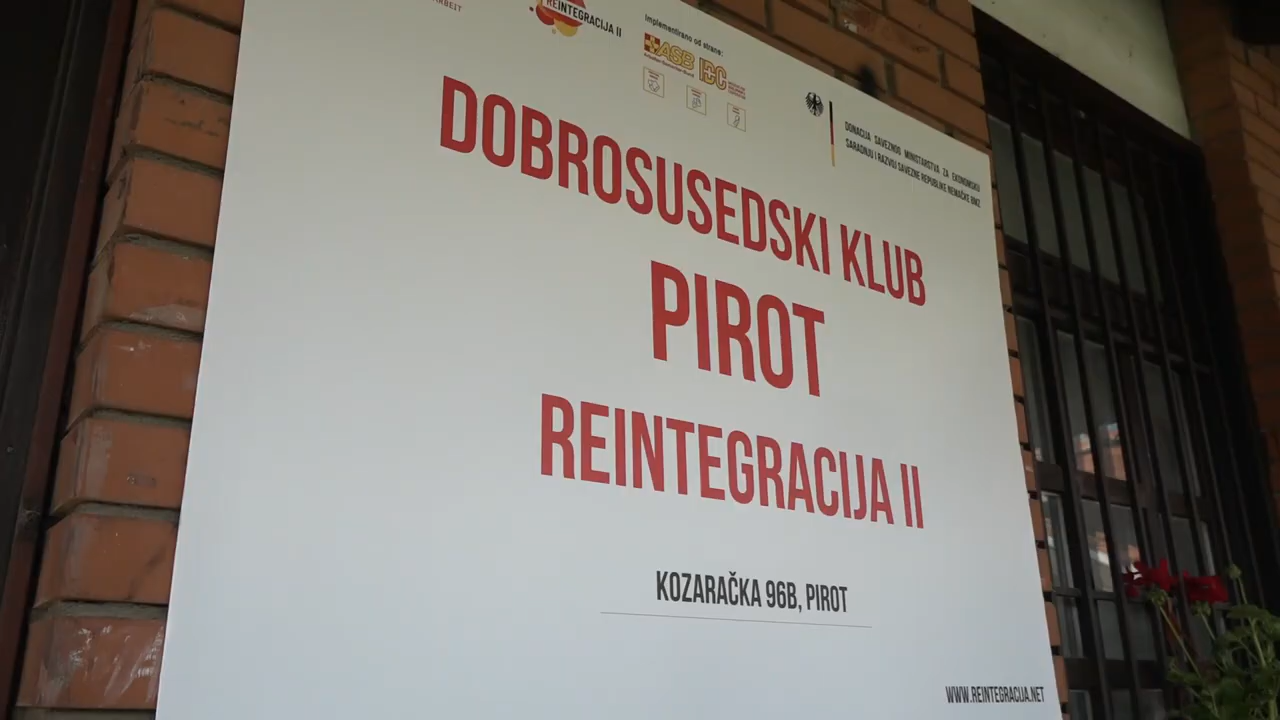 REINTEGRACIJA II
Implementirano od strane:
ASB IDC
DONACIJA SAVEZNOG MINISTARSTVA ZA EKONOMSKU
SARADNJU I RAZVOJ SAVEZNE REPUBLIKE NEMAČKE BMZ
DOBROSUSEDSKI KLUB
PIROT
REINTEGRACIJA II
KOZARAČKA 96B, PIROT
WWW.REINTEGRACIJA.NET